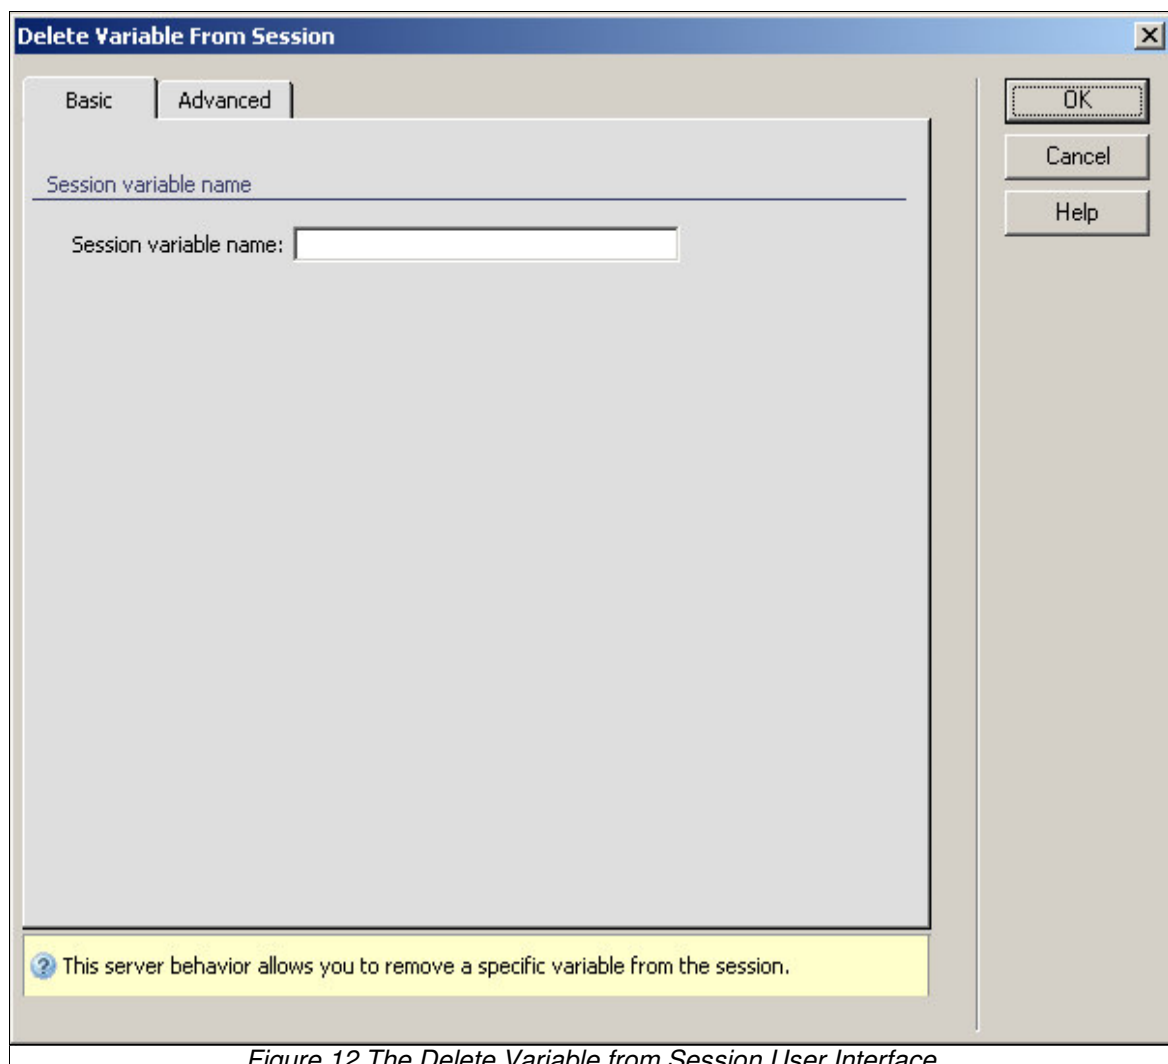 Delete Variable From Session
Basic
Advanced
OK
Cancel
Help
Session variable name
Session variable name:
This server behavior allows you to remove a specific variable from the session.
Figure 12 The Delete Variable from Session User Interface